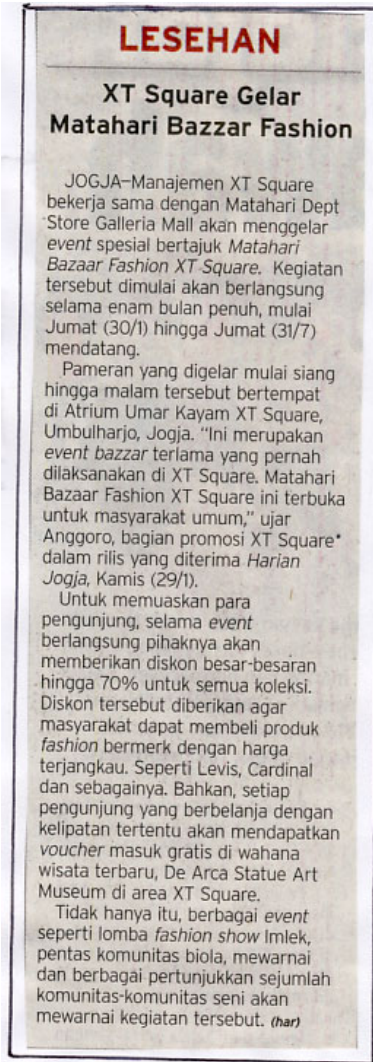 LESEHAN
XT Square Gelar
Matahari Bazzar Fashion
JOGJA—Manajemen XT Square
bekerja sama dengan Matahari Dept
Store Galleria Mall akan menggelar
event spesial bertajuk Matahari
Bazaar Fashion XT Square. Kegiatan
tersebut dimulai akan berlangsung
selama enam bulan penuh, mulai
Jumat (30/1) hingga Jumat (31/7)
mendatang.
Pameran yang digelar mulai siang
hingga malam tersebut bertempat
di Atrium Umar Kayam XT Square,
Umbulharjo, Jogja. “Ini merupakan
event bazzar terlama yang pernah
dilaksanakan di XT Square. Matahari
Bazaar Fashion XT Square ini terbuka
untuk masyarakat umum,” ujar
Anggoro, bagian promosi XT Square
dalam rilis yang diterima Harian
Jogja, Kamis (29/1).
Untuk memuaskan para
pengunjung, selama event
berlangsung pihaknya akan
memberikan diskon besar-besaran
hingga 70% untuk semua koleksi.
Diskon tersebut diberikan agar
masyarakat dapat membeli produk
fashion bermerk dengan harga
terjangkau. Seperti Levis, Cardinal
dan sebagainya. Bahkan, setiap
pengunjung yang berbelanja dengan
kelipatan tertentu akan mendapatkan
voucher masuk gratis di wahana
wisata terbaru, De Arca Statue Art
Museum di area XT Square.
Tidak hanya itu, berbagai event
seperti lomba fashion show Imlek,
pentas komunitas biola, mewarnai
dan berbagai pertunjukkan sejumlah
komunitas-komunitas seni akan
mewarnai kegiatan tersebut. (har)